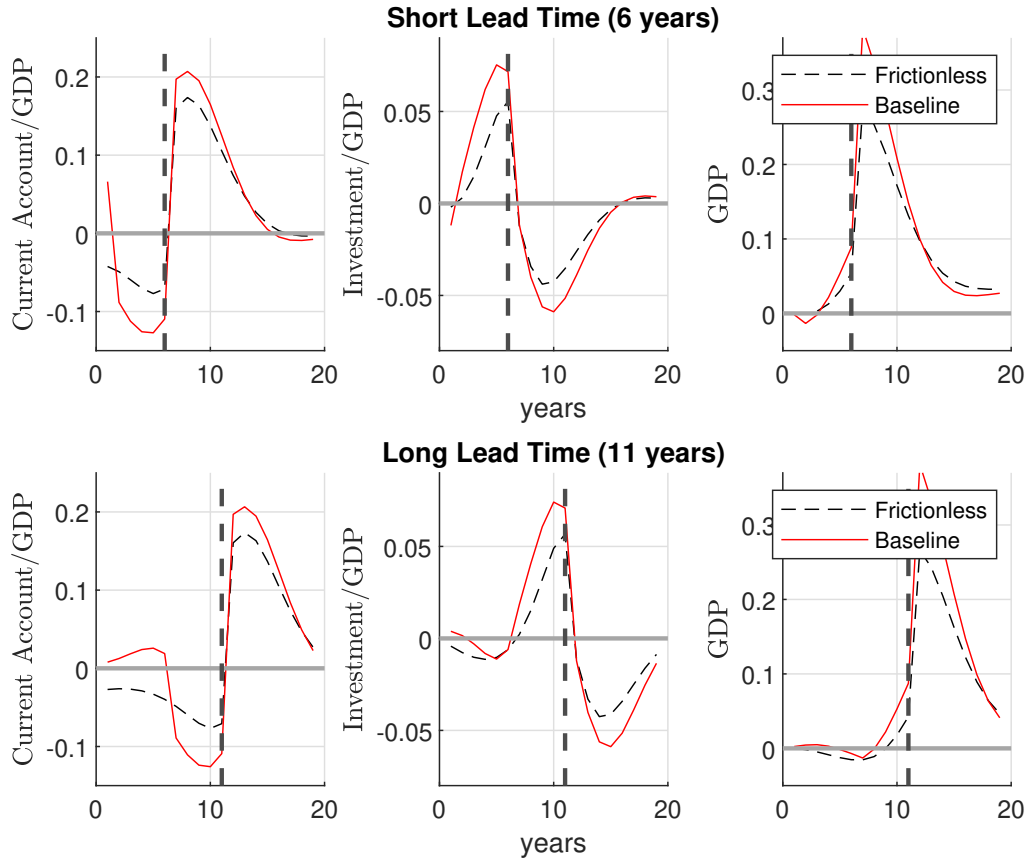 Short Lead Time (6 years)
Current Account/GDP
0.2
0.1
0
-0.1
0
10
20
Investment/GDP
0.05
0
-0.05
0
10
20
years
GDP
0.3
0.2
0.1
0
0
10
20
Frictionless
Baseline
Long Lead Time (11 years)
Current Account/GDP
0.2
0.1
0
-0.1
0
10
20
Investment/GDP
0.05
0
-0.05
0
10
20
years
GDP
0.3
0.2
0.1
0
0
10
20
Frictionless
Baseline